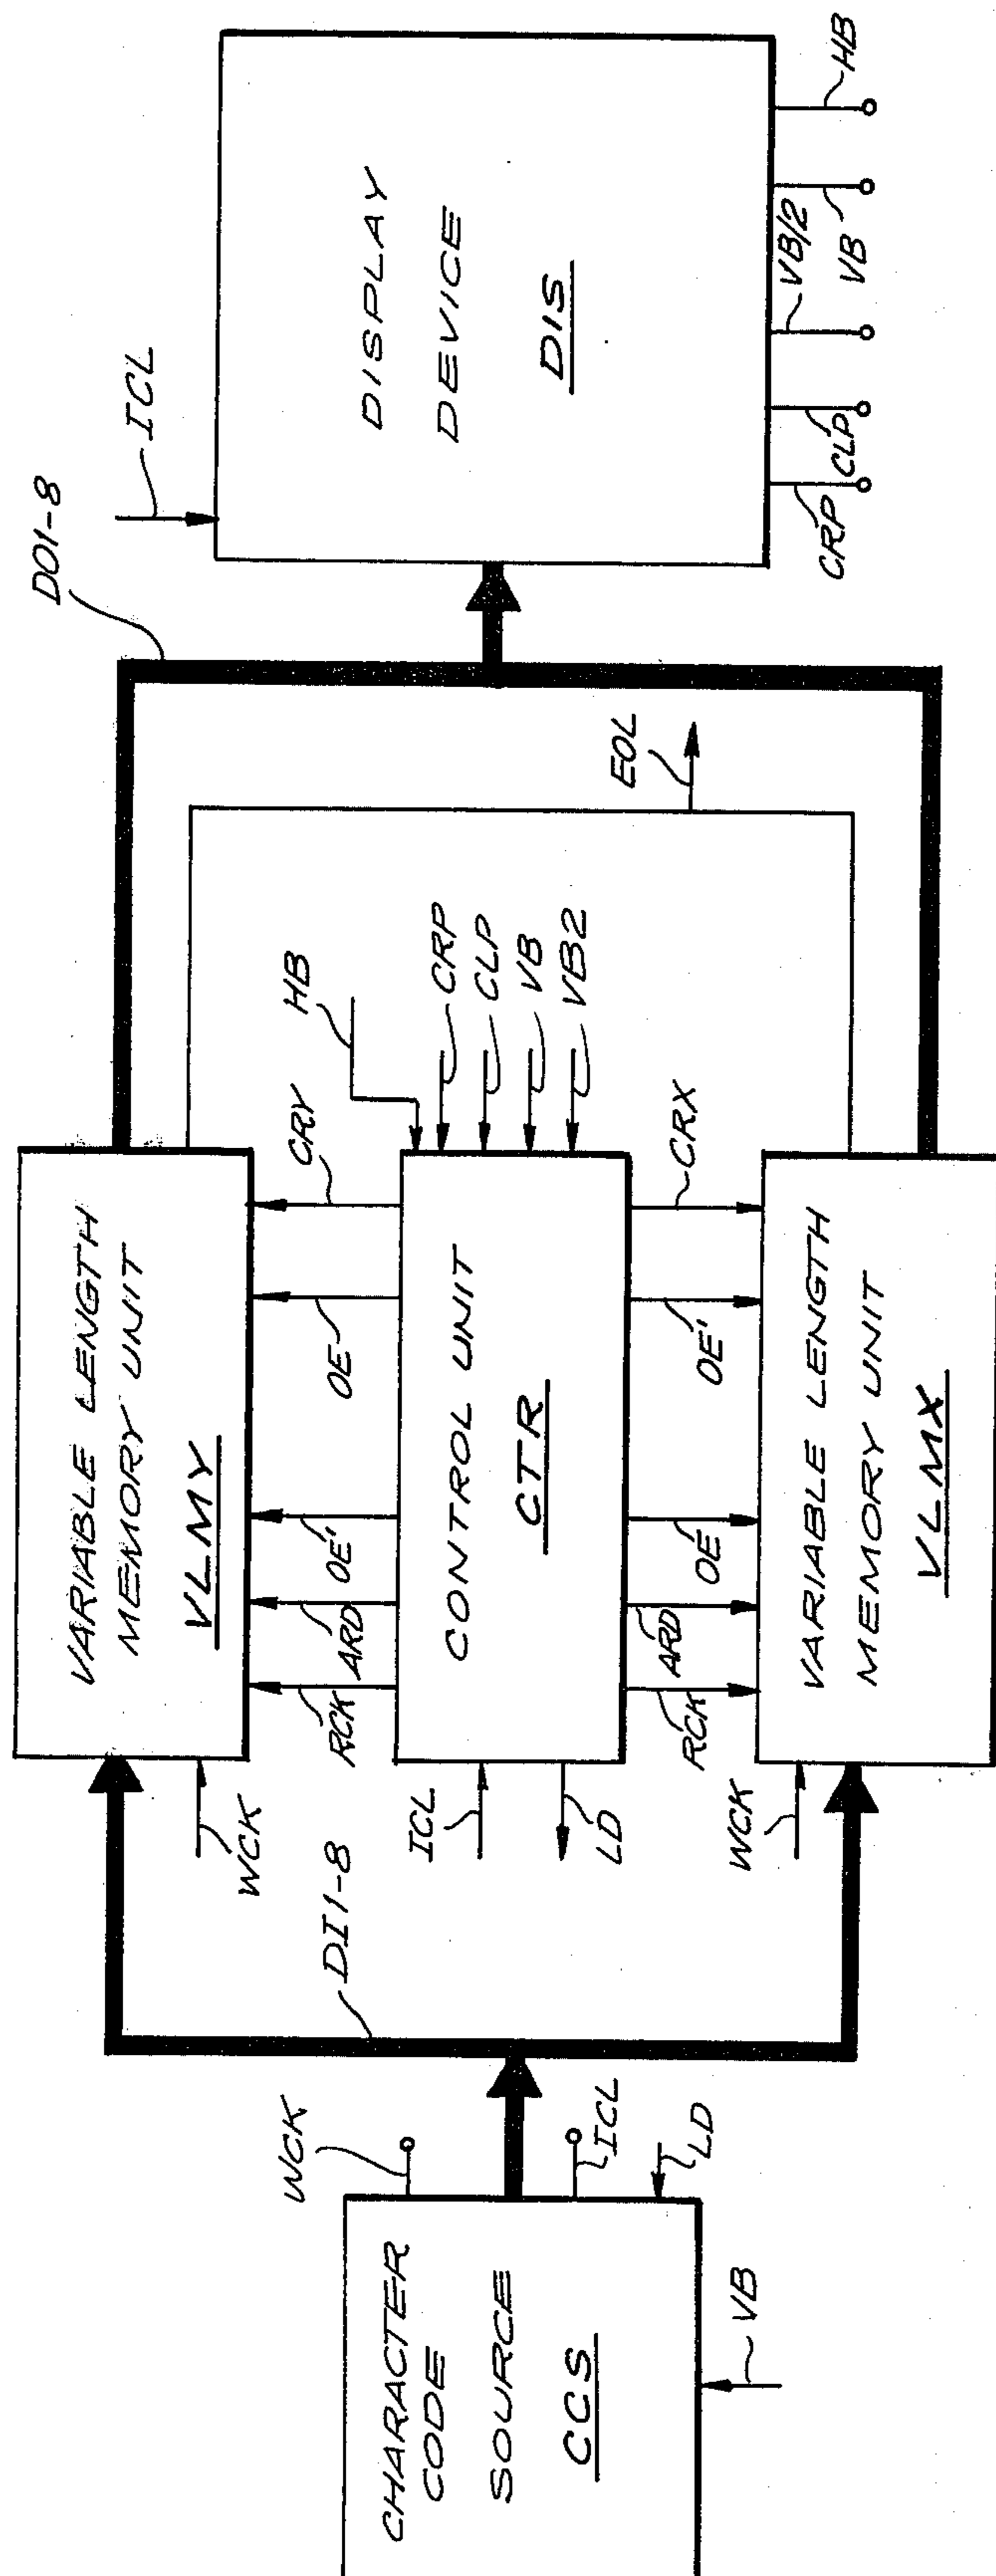 CHARACTER
CODE
SOURCE
CCS
VB
WCK
ICL
LD
DI1-8
WCK
VARIABLE LENGTH
MEMORY UNIT
VLMY
RCK
ARD
OE'
OE
CRY
ICL
LD
CONTROL UNIT
CTR
HB
CRP
CLP
VB
VB2
RCK
ARD
OE
OE'
CRX
WCK
VARIABLE LENGTH
MEMORY UNIT
VLMX
EOL
DO1-8
ICL
DISPLAY
DEVICE
DIS
CRP
CLP
VB/2
VB
HB